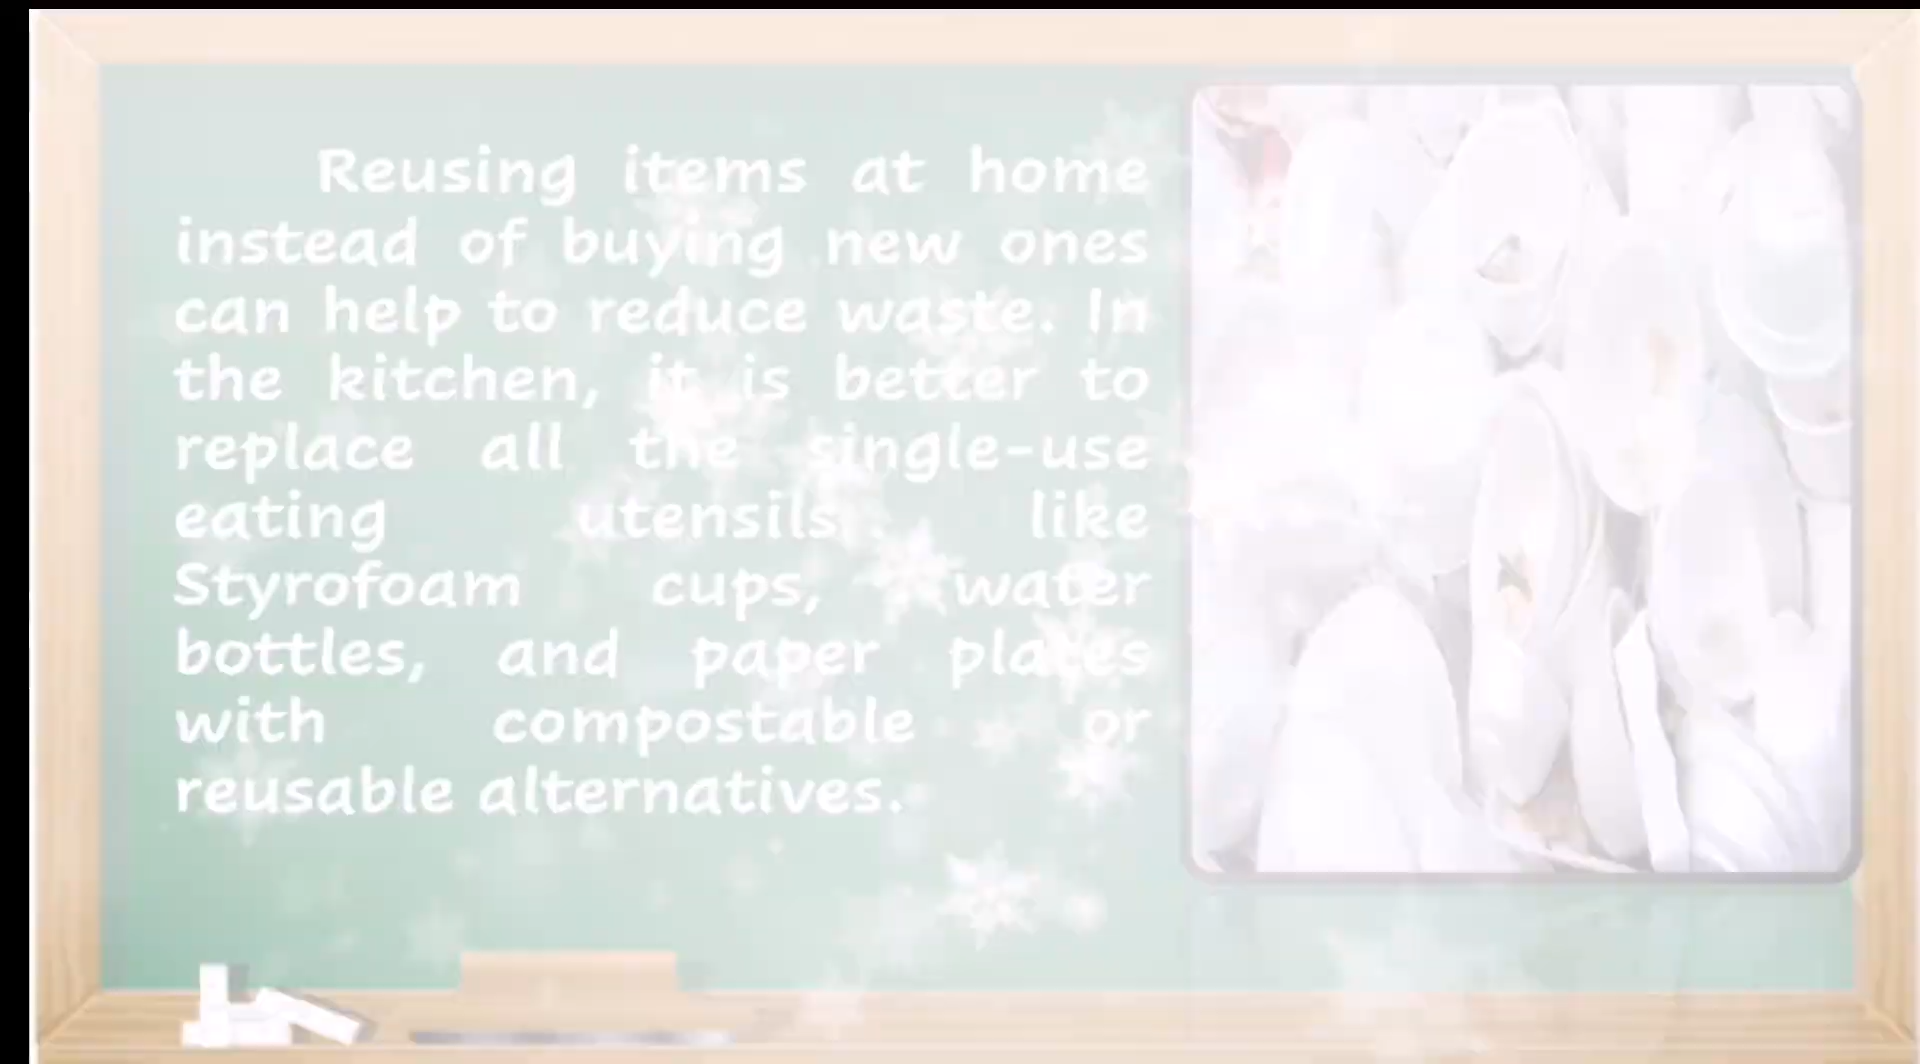 Reusing items at home
instead of buying new ones
can help to reduce waste. In
the kitchen, it is better to
replace all the single-use
eating utensils like
Styrofoam cups, water
bottles, and paper plates
with compostable or
reusable alternatives.